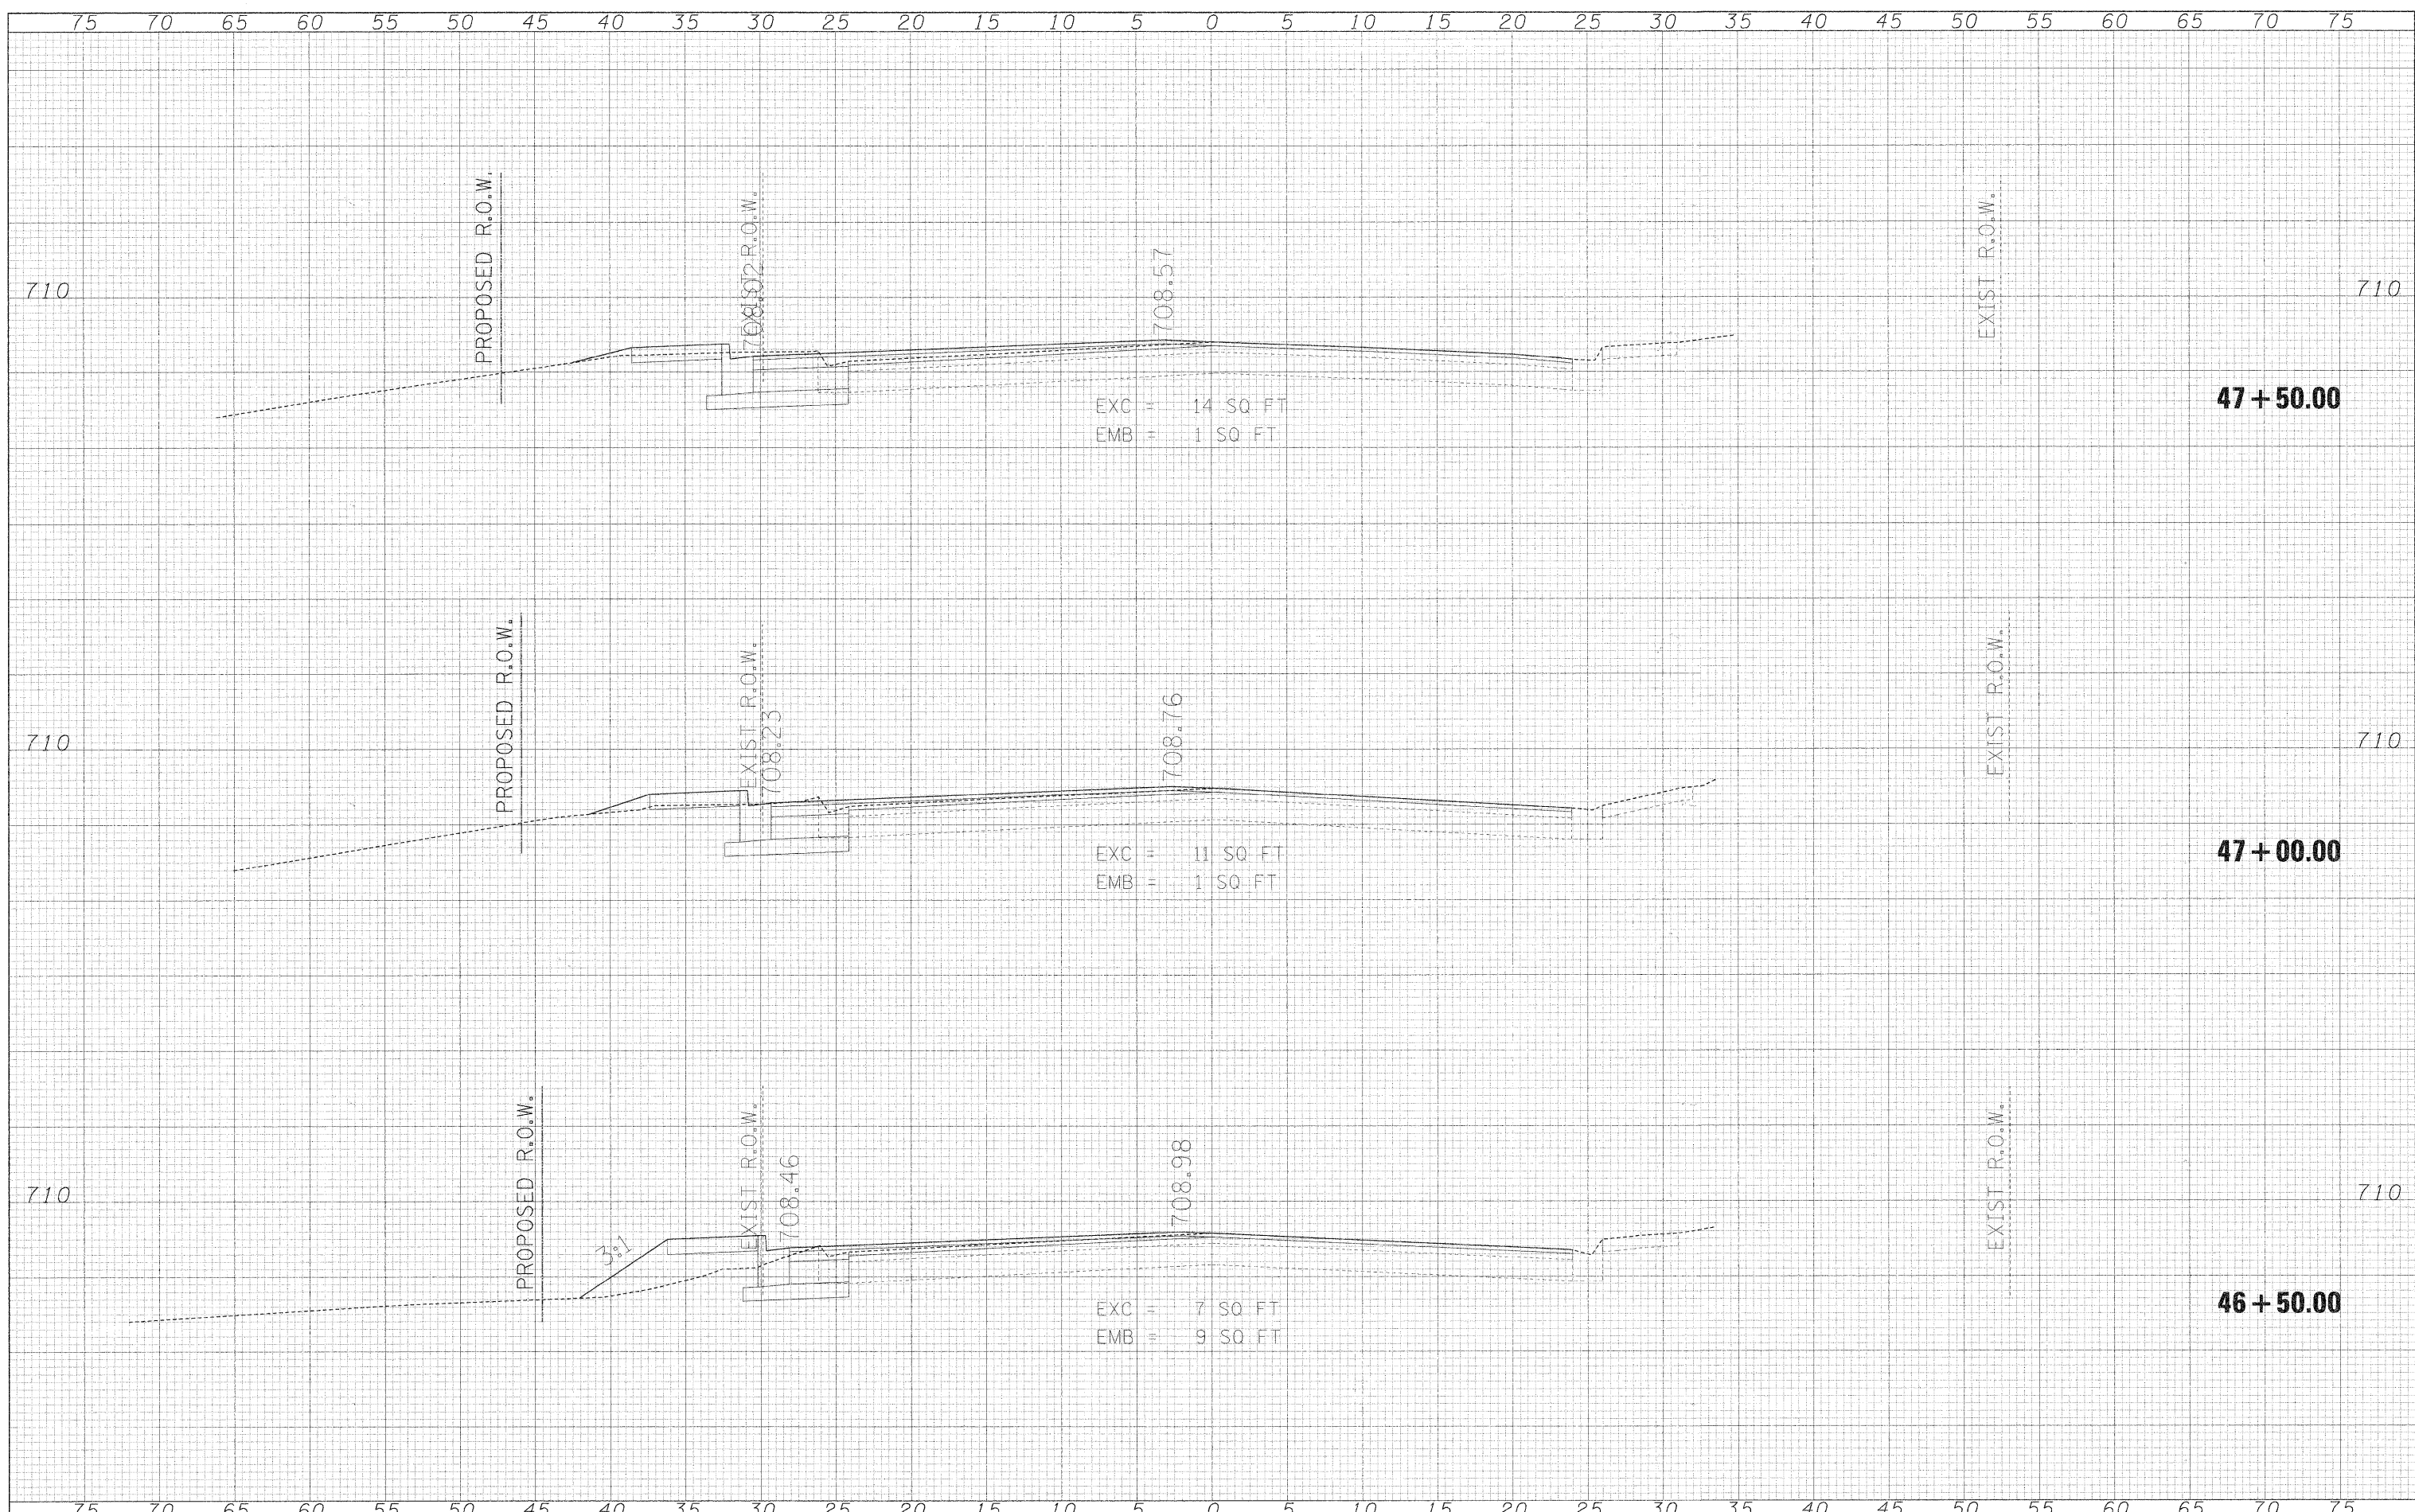 75 70 65 60 55 50 45 40 35 30 25 20 15 10 5 0 5 10 15 20 25 30 35 40 45 50 55 60 65 70 75
PROPOSED R.O.W.
EXIST R.O.W.
708.02
708.57
EXIST R.O.W.
710
710
47+50.00
EXC = 14 SQ FT
EMB = 1 SQ FT
PROPOSED R.O.W.
EXIST R.O.W.
708.23
708.76
EXIST R.O.W.
710
710
47+00.00
EXC = 11 SQ FT
EMB = 1 SQ FT
PROPOSED R.O.W.
EXIST R.O.W.
708.46
708.98
EXIST R.O.W.
710
710
3:1
46+50.00
EXC = 7 SQ FT
EMB = 9 SQ FT
75 70 65 60 55 50 45 40 35 30 25 20 15 10 5 0 5 10 15 20 25 30 35 40 45 50 55 60 65 70 75